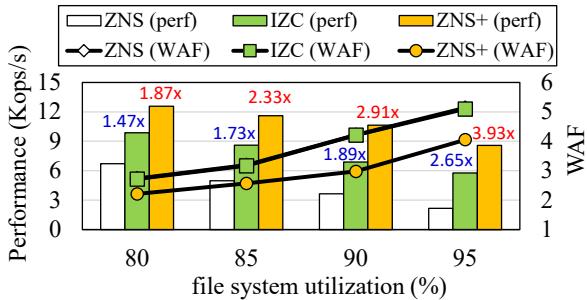 ZNS (perf) IZC (perf) ZNS+ (perf)
ZNS (WAF) IZC (WAF) ZNS+ (WAF)
Performance (Kops/s)
15
12
9
6
3
0
1.47x
1.87x
1.73x
2.33x
1.89x
2.91x
2.65x
3.93x
6
5
4
3
2
1
WAF
80 85 90 95
file system utilization (%)